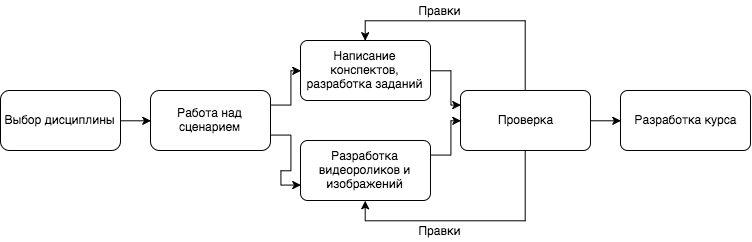 Правки
Написание
конспектов,
разработка заданий
Выбор дисциплины
Работа над
сценарием
Проверка
Разработка курса
Разработка
видеороликов и
изображений
Правки